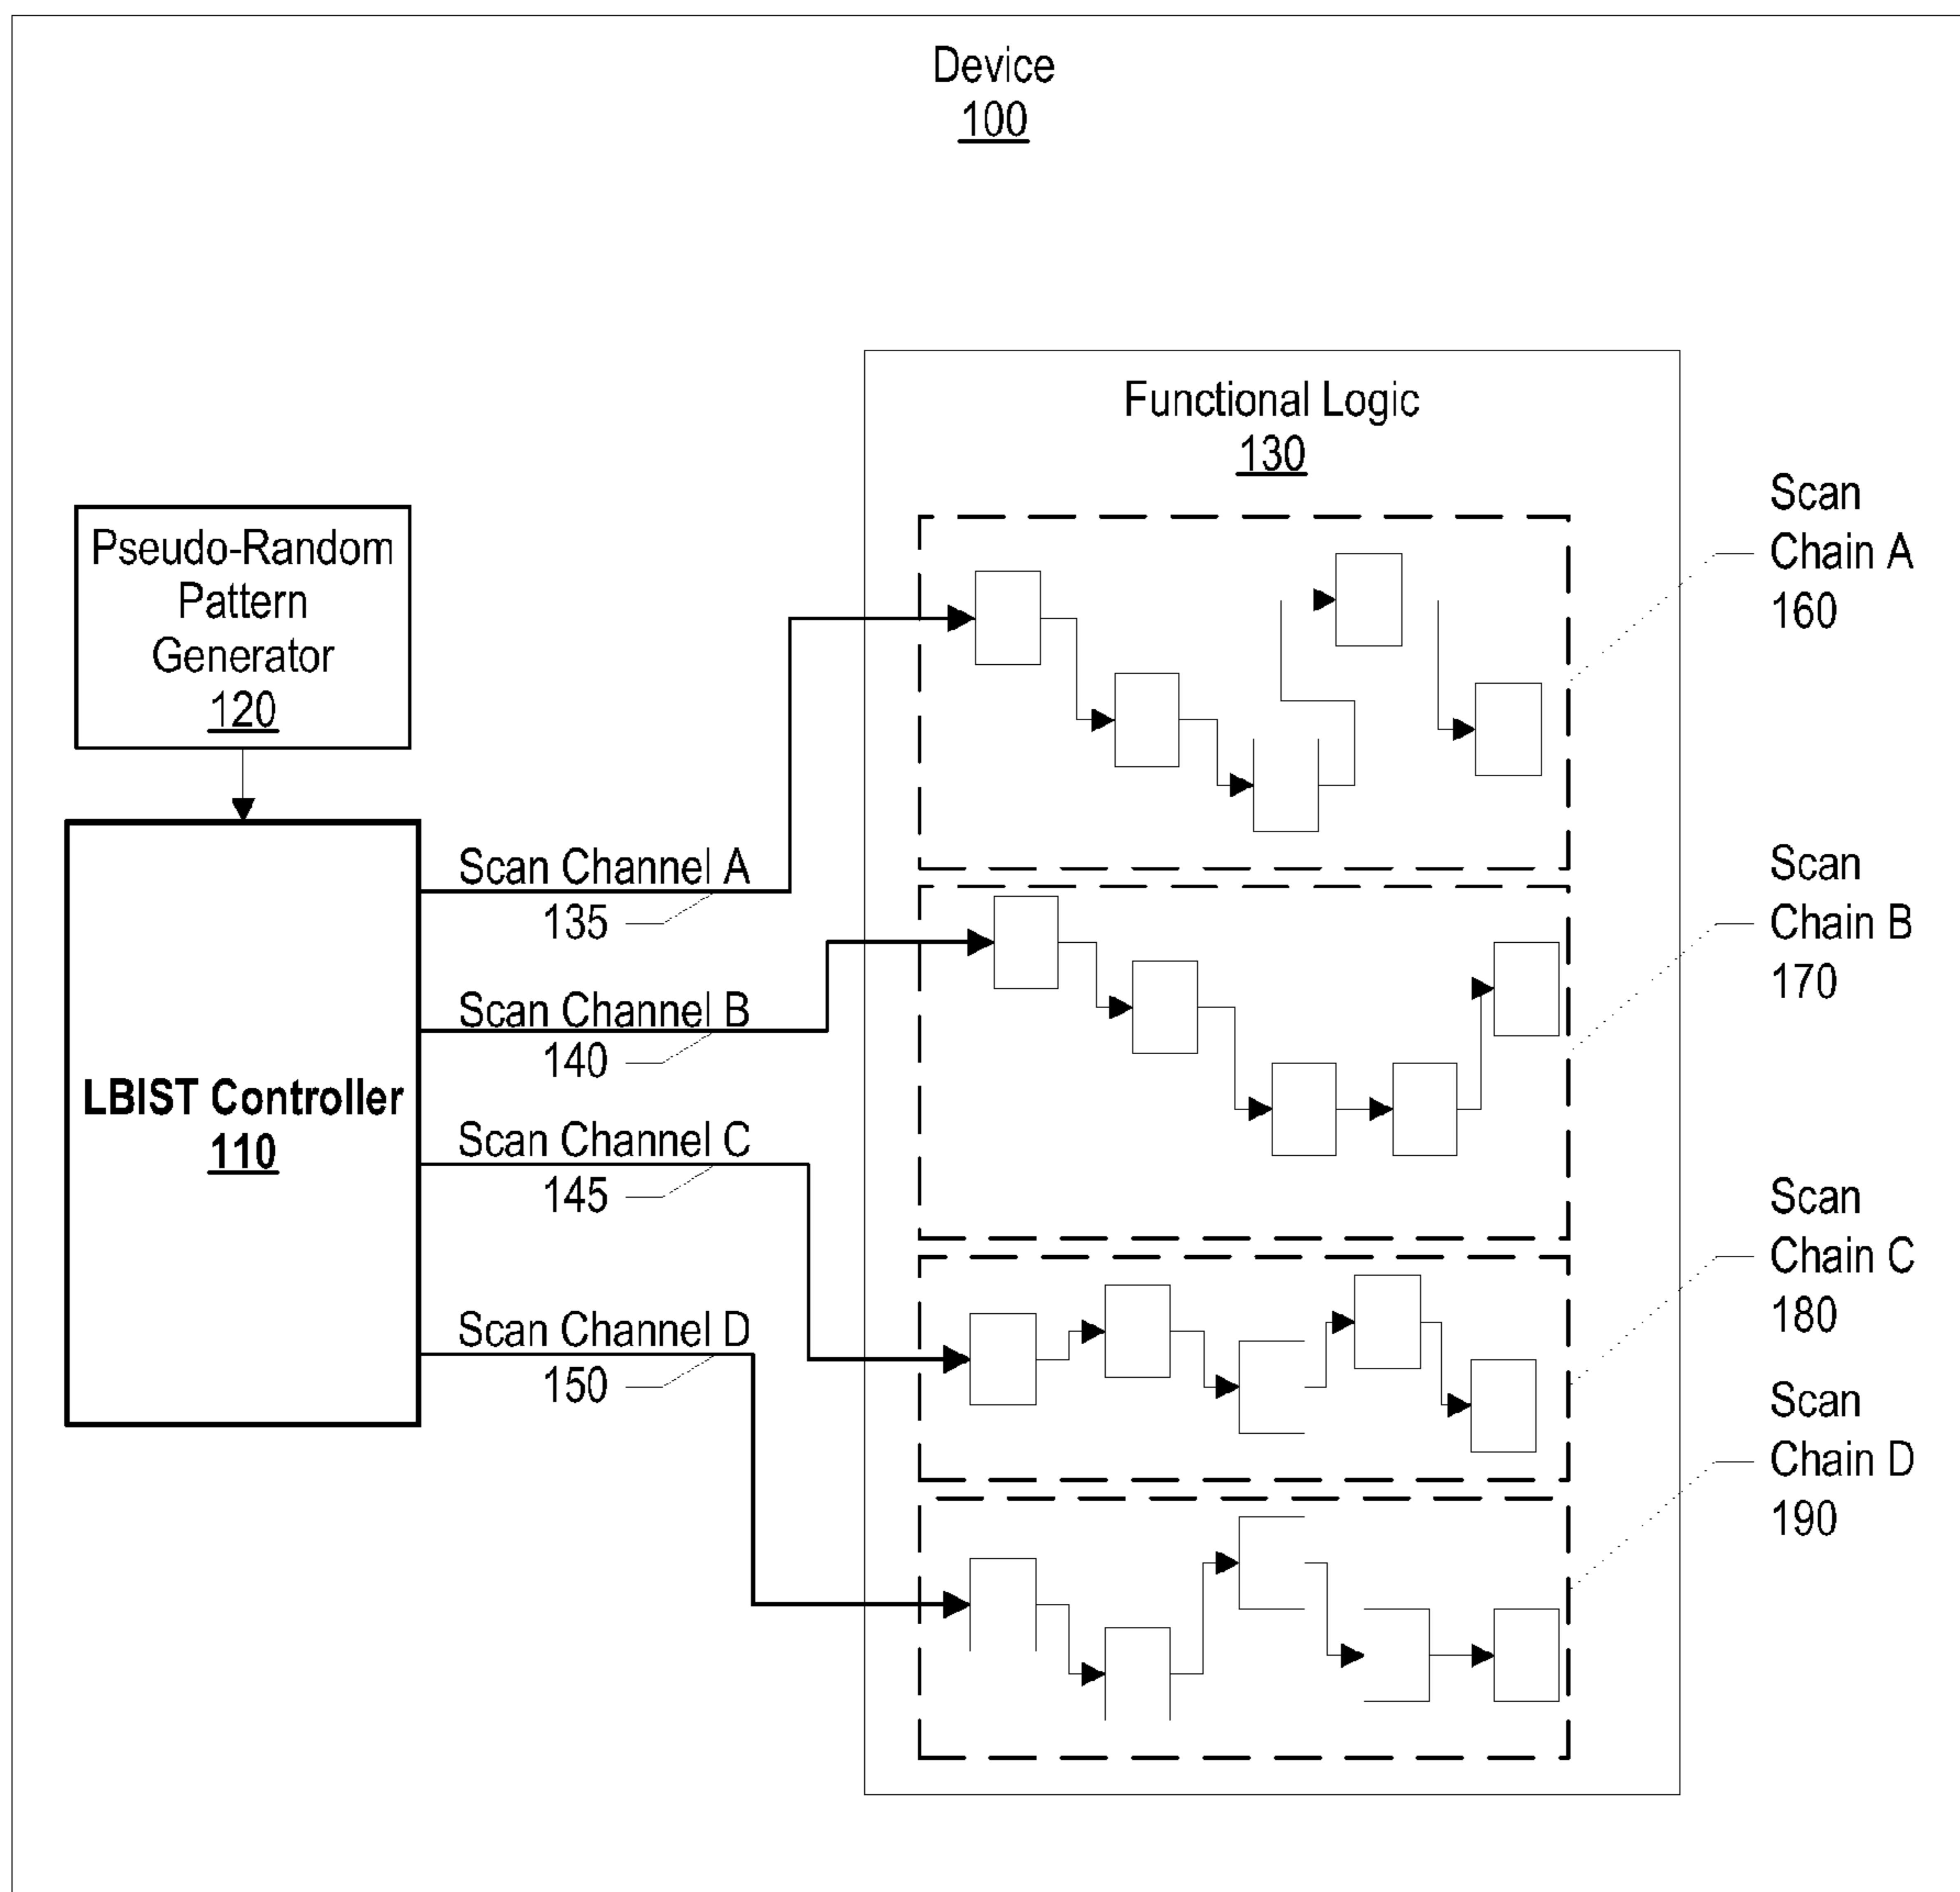 Device
100
Functional Logic
130
Pseudo-Random
Pattern
Generator
120
LBIST Controller
110
Scan Channel A
135
Scan Channel B
140
Scan Channel C
145
Scan Channel D
150
Scan
Chain A
160
Scan
Chain B
170
Scan
Chain C
180
Scan
Chain D
190